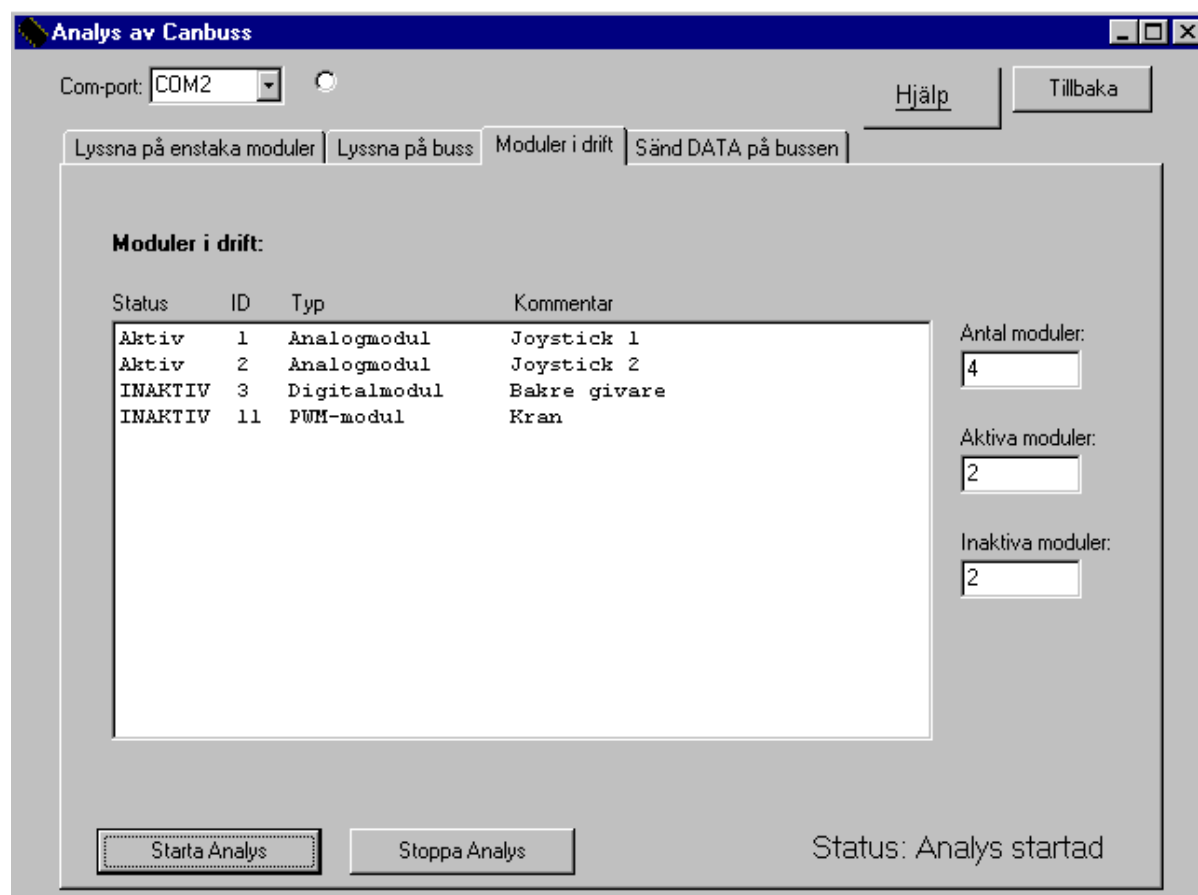 Analys av Canbuss
Com-port: COM2
Hjälp
Tillbaka
Lyssna på enstaka moduler Lyssna på buss Moduler i drift Sänd DATA på bussen
Moduler i drift:
Status ID Typ Kommentar
Aktiv 1 Analogmodul Joystick 1
Aktiv 2 Analogmodul Joystick 2
INAKTIV 3 Digitalmodul Bakre givare
INAKTIV 11 PWM-modul Kran
Antal moduler:
4
Aktiva moduler:
2
Inaktiva moduler:
2
Starta Analys Stoppa Analys Status: Analys startad